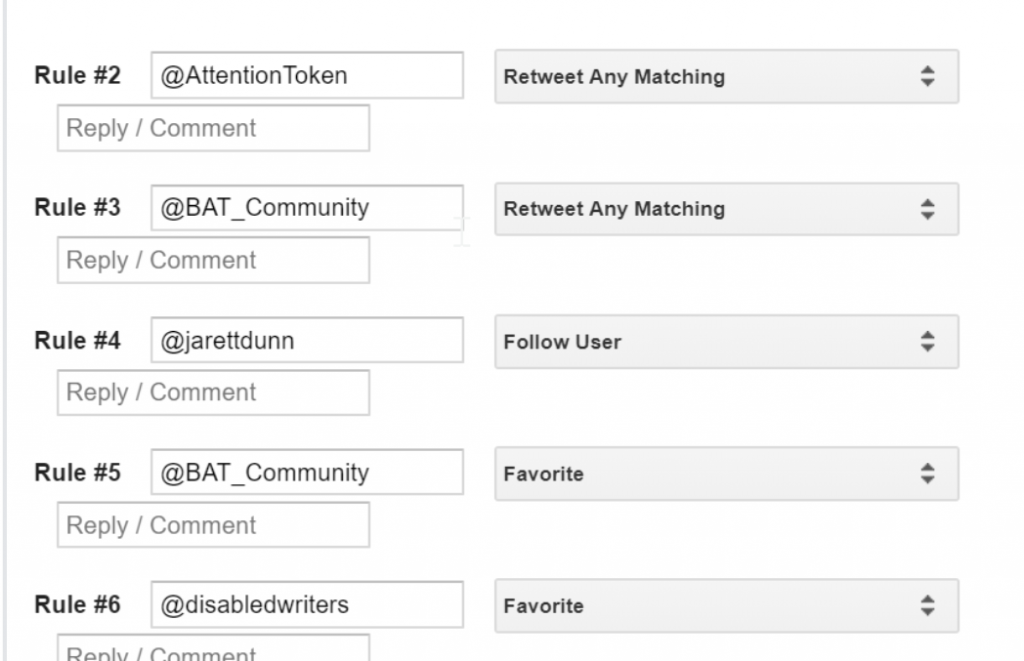 Rule #2 @AttentionToken Retweet Any Matching
Reply / Comment
Rule #3 @BAT_Community Retweet Any Matching
Reply / Comment
Rule #4 @jarettdunn Follow User
Reply / Comment
Rule #5 @BAT_Community Favorite
Reply / Comment
Rule #6 @disabledwriters Favorite
Reply / Comment